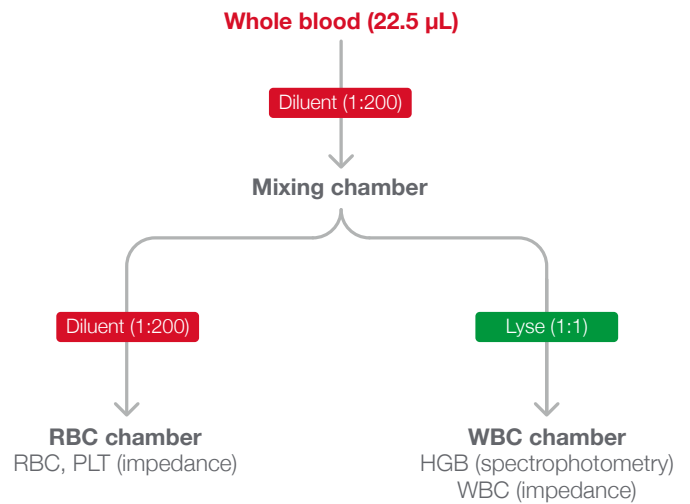 Whole blood (22.5 µL)
Diluent (1:200)
Mixing chamber
Diluent (1:200)
Lyse (1:1)
RBC chamber
RBC, PLT (impedance)
WBC chamber
HGB (spectrophotometry)
WBC (impedance)